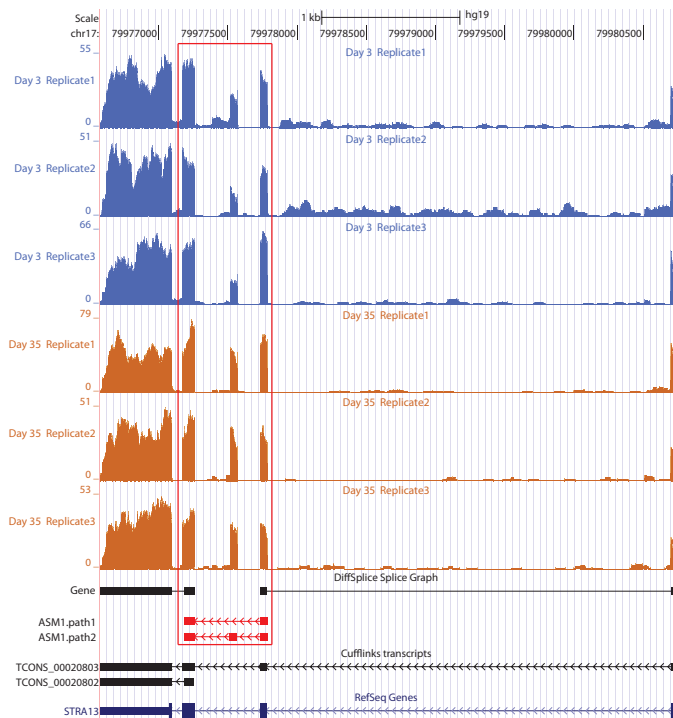 Scale 1 kb hg19
chr17: 79977000 79977500 79978000 79978500 79979000 79979500 79980000 79980500
55 Day 3 Replicate1
Day 3 Replicate1
0
51 Day 3 Replicate2
Day 3 Replicate2
0
66 Day 3 Replicate3
Day 3 Replicate3
0
79 Day 35 Replicate1
Day 35 Replicate1
0
51 Day 35 Replicate2
Day 35 Replicate2
0
53 Day 35 Replicate3
Day 35 Replicate3
0
DiffSplice Splice Graph
Gene
ASM1.path1
ASM1.path2
Cufflinks transcripts
TCONS_00020803
TCONS_00020802
RefSeq Genes
STRA13